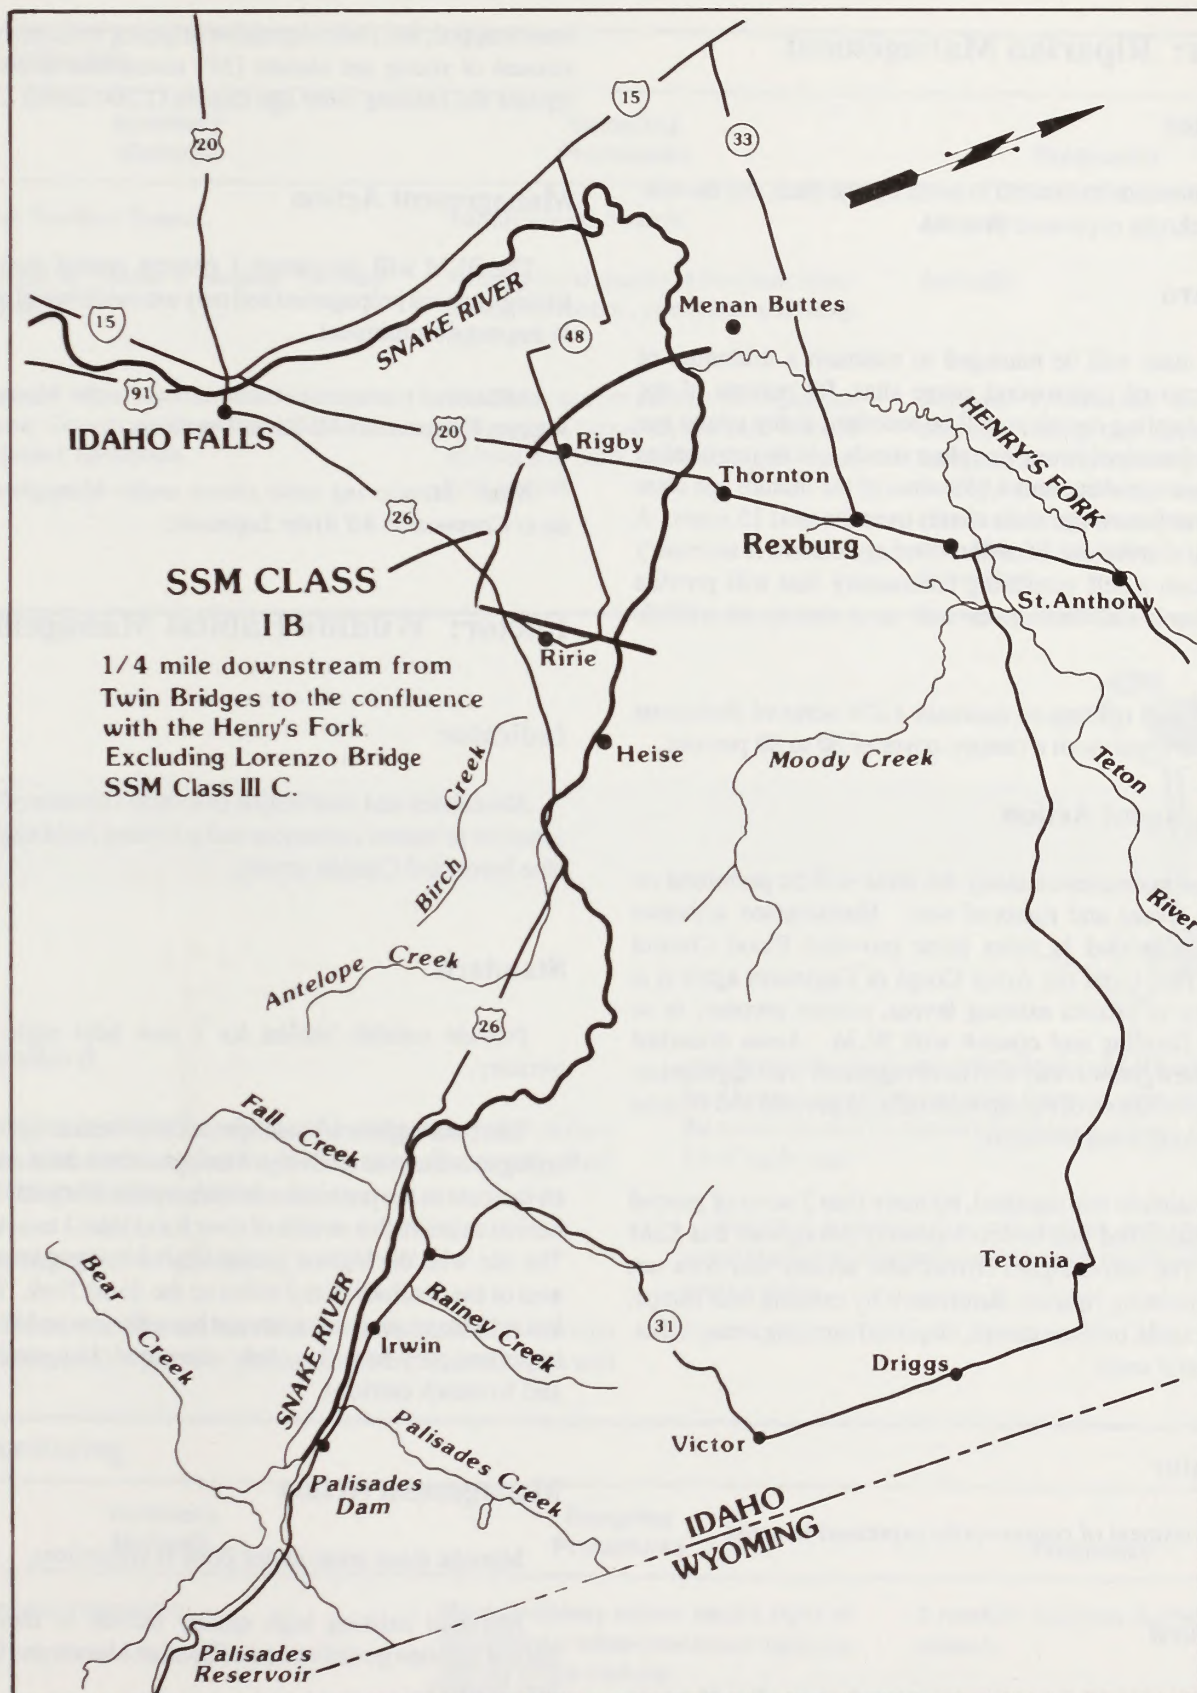 15
33
20
Menan Buttes
SNAKE RIVER
48
15
91
IDAHO FALLS
20
Rigby
HENRY'S FORK
Thornton
26
Rexburg
St.Anthony
SSM CLASS
I B
1/4 mile downstream from
Twin Bridges to the confluence
with the Henry's Fork.
Excluding Lorenzo Bridge
SSM Class III C.
Ririe
Heise
Moody Creek
Teton
River
Birch Creek
Antelope Creek
26
Fall Creek
Bear Creek
SNAKE RIVER
Tetonia
Rainey Creek
Irwin
31
Driggs
Victor
Palisades Creek
Palisades
Dam
IDAHO
WYOMING
Palisades
Reservoir